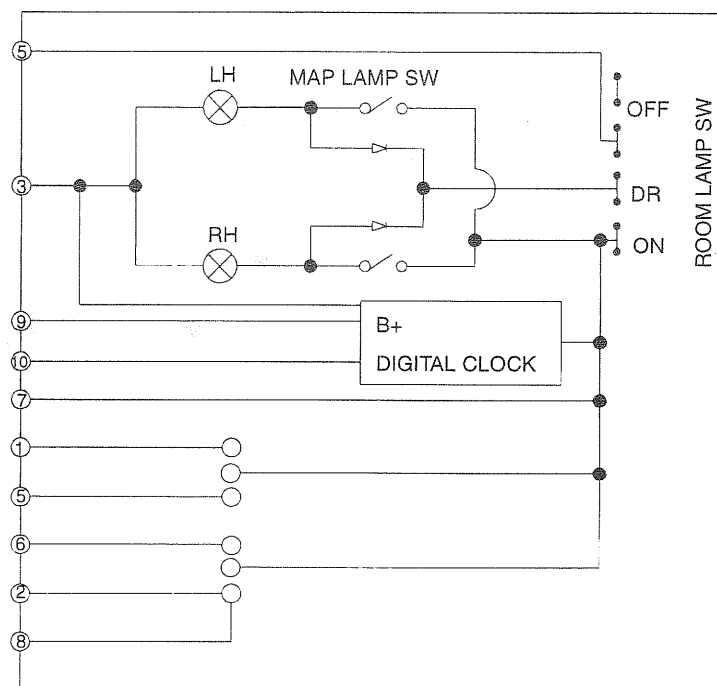 5
LH
MAP LAMP SW
OFF
3
DR
ROOM LAMP SW
RH
ON
9
B+
10
DIGITAL CLOCK
7
1
5
6
2
8